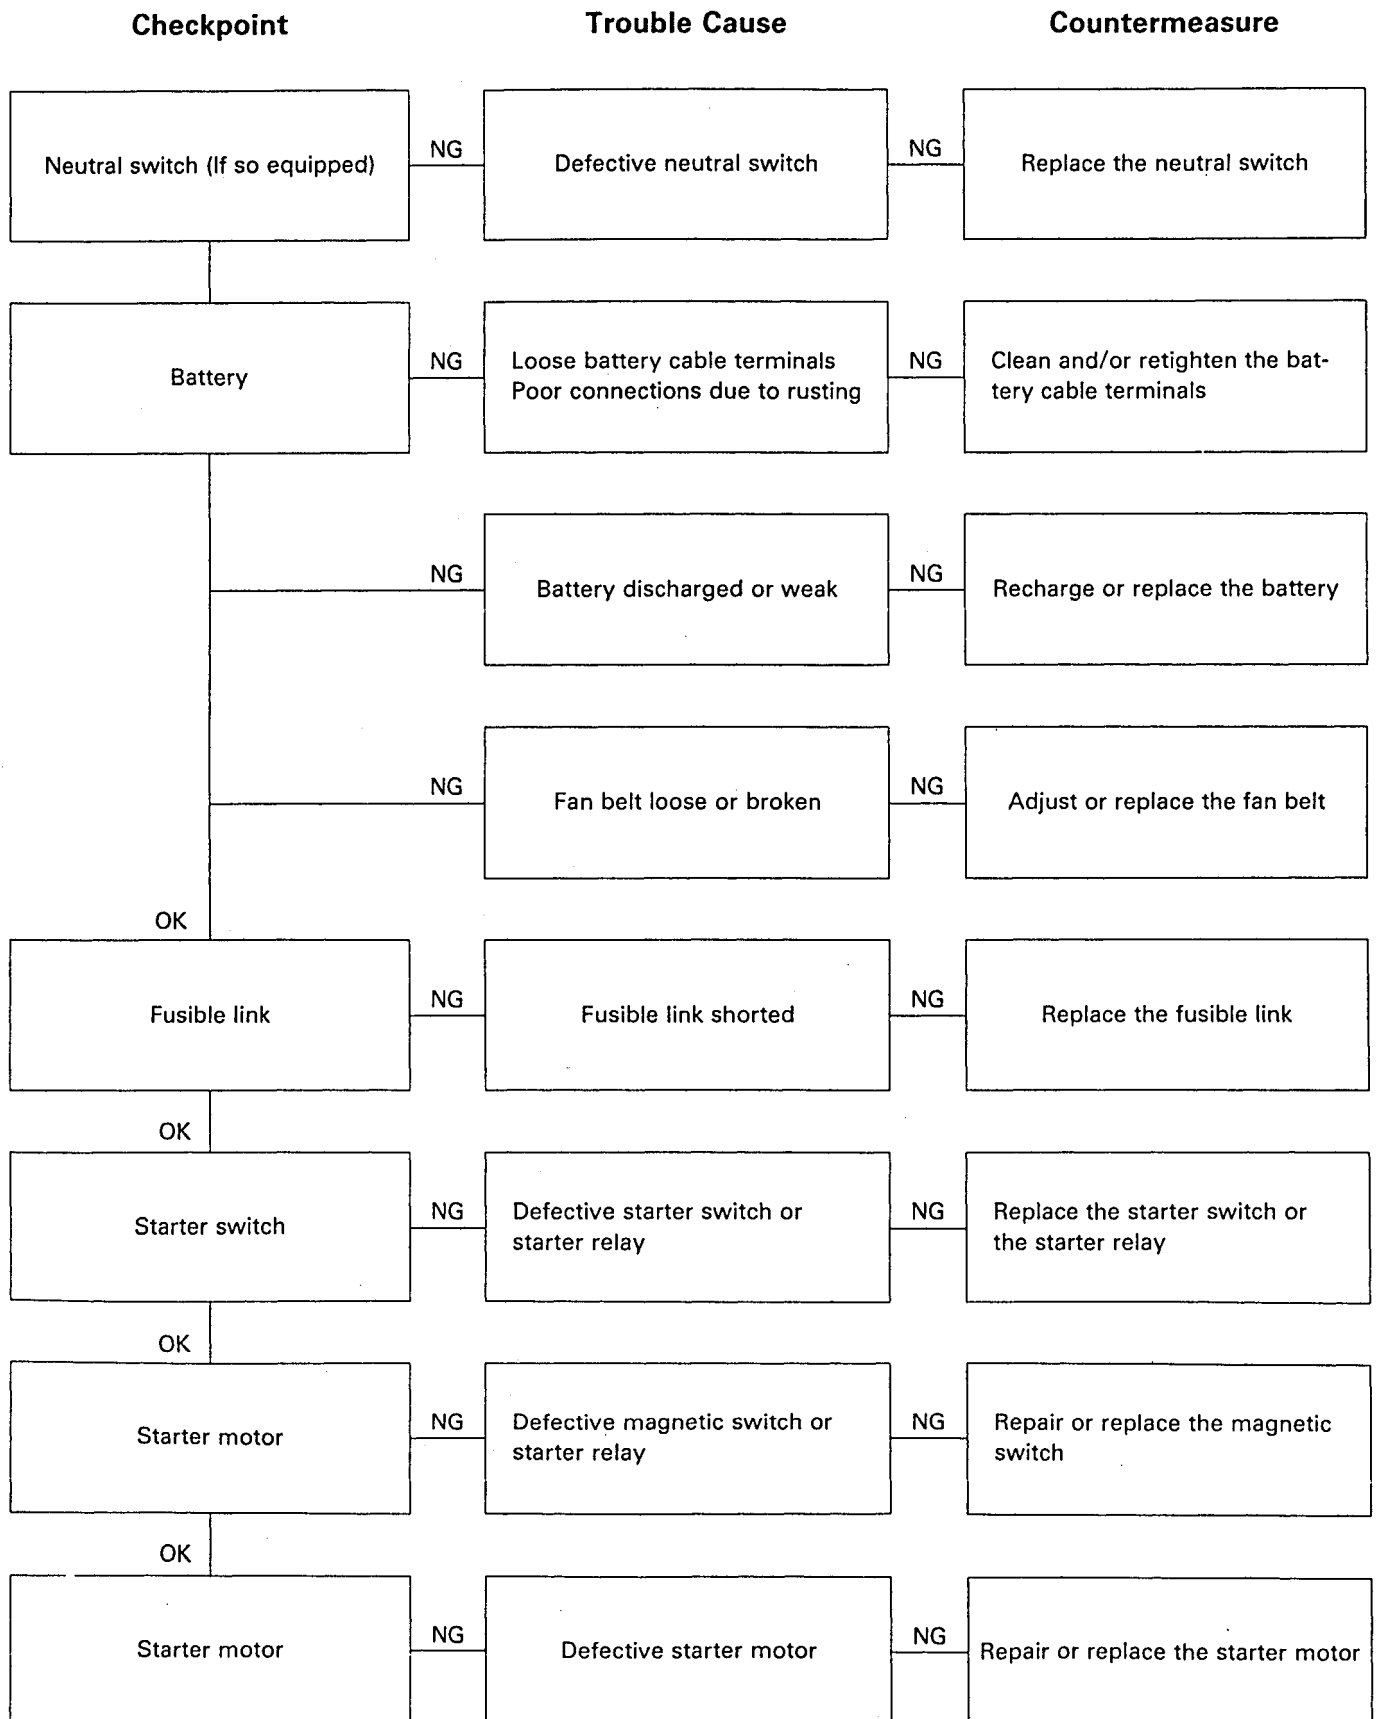 Checkpoint
Trouble Cause
Countermeasure
Neutral switch (If so equipped)
NG
Defective neutral switch
NG
Replace the neutral switch
Battery
NG
Loose battery cable terminals
Poor connections due to rusting
NG
Clean and/or retighten the bat-
tery cable terminals
NG
Battery discharged or weak
NG
Recharge or replace the battery
NG
Fan belt loose or broken
NG
Adjust or replace the fan belt
OK
Fusible link
NG
Fusible link shorted
NG
Replace the fusible link
OK
Starter switch
NG
Defective starter switch or
starter relay
NG
Replace the starter switch or
the starter relay
OK
Starter motor
NG
Defective magnetic switch or
starter relay
NG
Repair or replace the magnetic
switch
OK
Starter motor
NG
Defective starter motor
NG
Repair or replace the starter motor